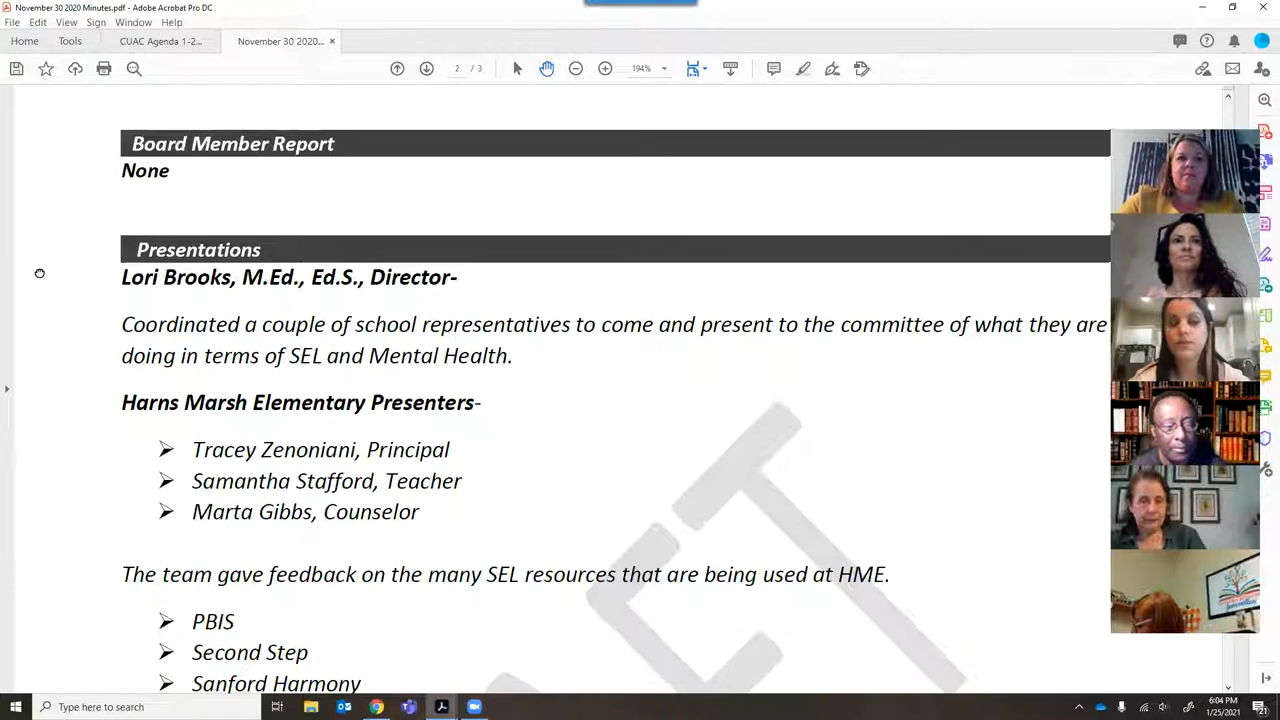 November 30 2020 Minutes.pdf - Adobe Acrobat Pro DC
File Edit View Sign Window Help
Home Tools CUAC Agenda 1-2... November 30 2020... ×
2 / 3 194%
Board Member Report
None
Presentations
Lori Brooks, M.Ed., Ed.S., Director-
Coordinated a couple of school representatives to come and present to the committee of what they are
doing in terms of SEL and Mental Health.
Harns Marsh Elementary Presenters-
➢ Tracey Zenoniani, Principal
➢ Samantha Stafford, Teacher
➢ Marta Gibbs, Counselor
The team gave feedback on the many SEL resources that are being used at HME.
➢ PBIS
➢ Second Step
➢ Sanford Harmony
Type here to search
6:04 PM
1/25/2021
21